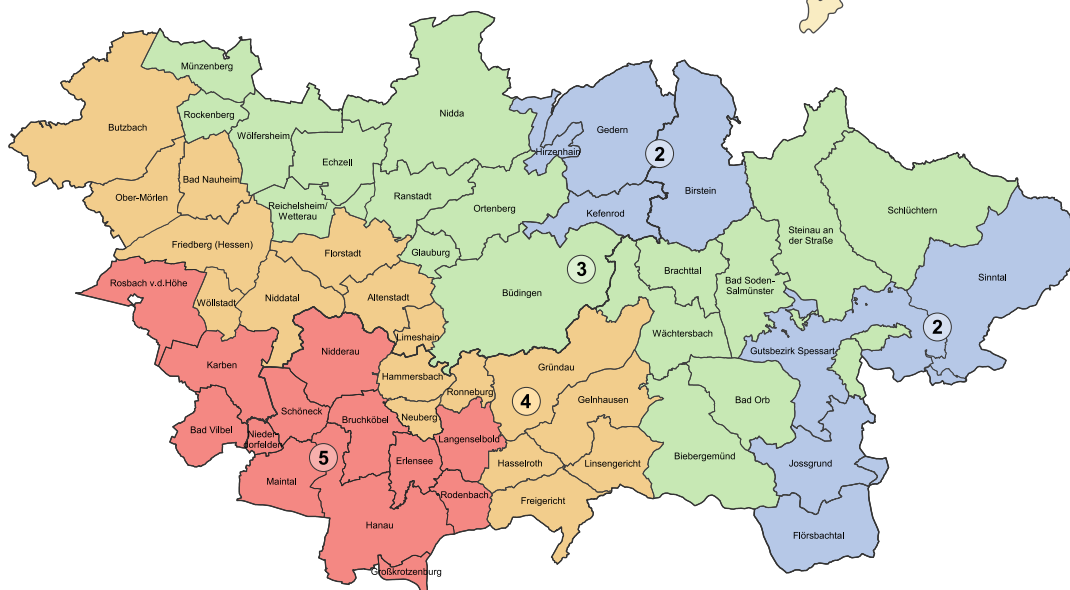 Münzenberg
Butzbach
Rockenberg
Nidda
Wölfersheim
Echzell
Gedern
Hirzenhain
2
Birstein
Bad Nauheim
Ober-Mörlen
Reichelsheim/
Wetterau
Ranstadt
Ortenberg
Kefenrod
Schlüchtern
Steinau an
der Straße
Friedberg (Hessen)
Florstadt
Glauburg
3
Brachttal
Bad Soden-
Salmünster
Sinntal
Rosbach v.d.Höhe
Wöllstadt
Niddatal
Altenstadt
Büdingen
Limeshain
Wächtersbach
2
Nidderau
Gutsbezirk Spessart
Karben
Hammersbach
Ronneburg
Gründau
Schöneck
Bruchköbel
Neuberg
4
Gelnhausen
Bad Orb
Bad Vilbel
Nieder-
dorfelden
Langenselbold
5
Erlensee
Hasselroth
Linsengericht
Biebergemünd
Jossgrund
Maintal
Rodenbach
Freigericht
Hanau
Flörsbachtal
Großkrotzenburg